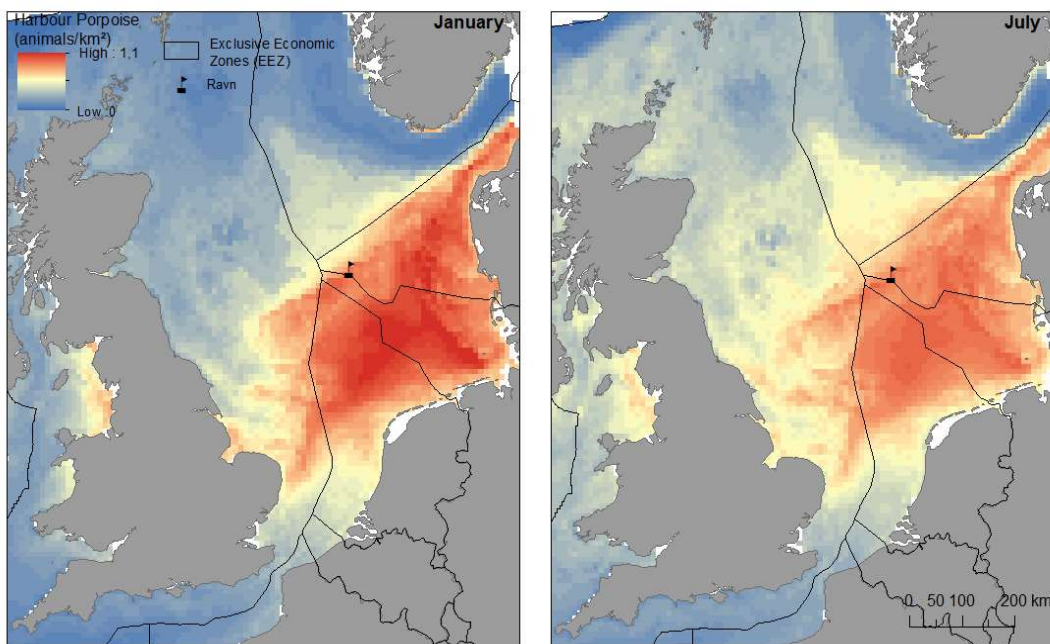 Harbour Porpoise
(animals/km²)
High : 1,1
Low :0
Exclusive Economic
Zones (EEZ)
Ravn
January
July
0 50 100 200 km